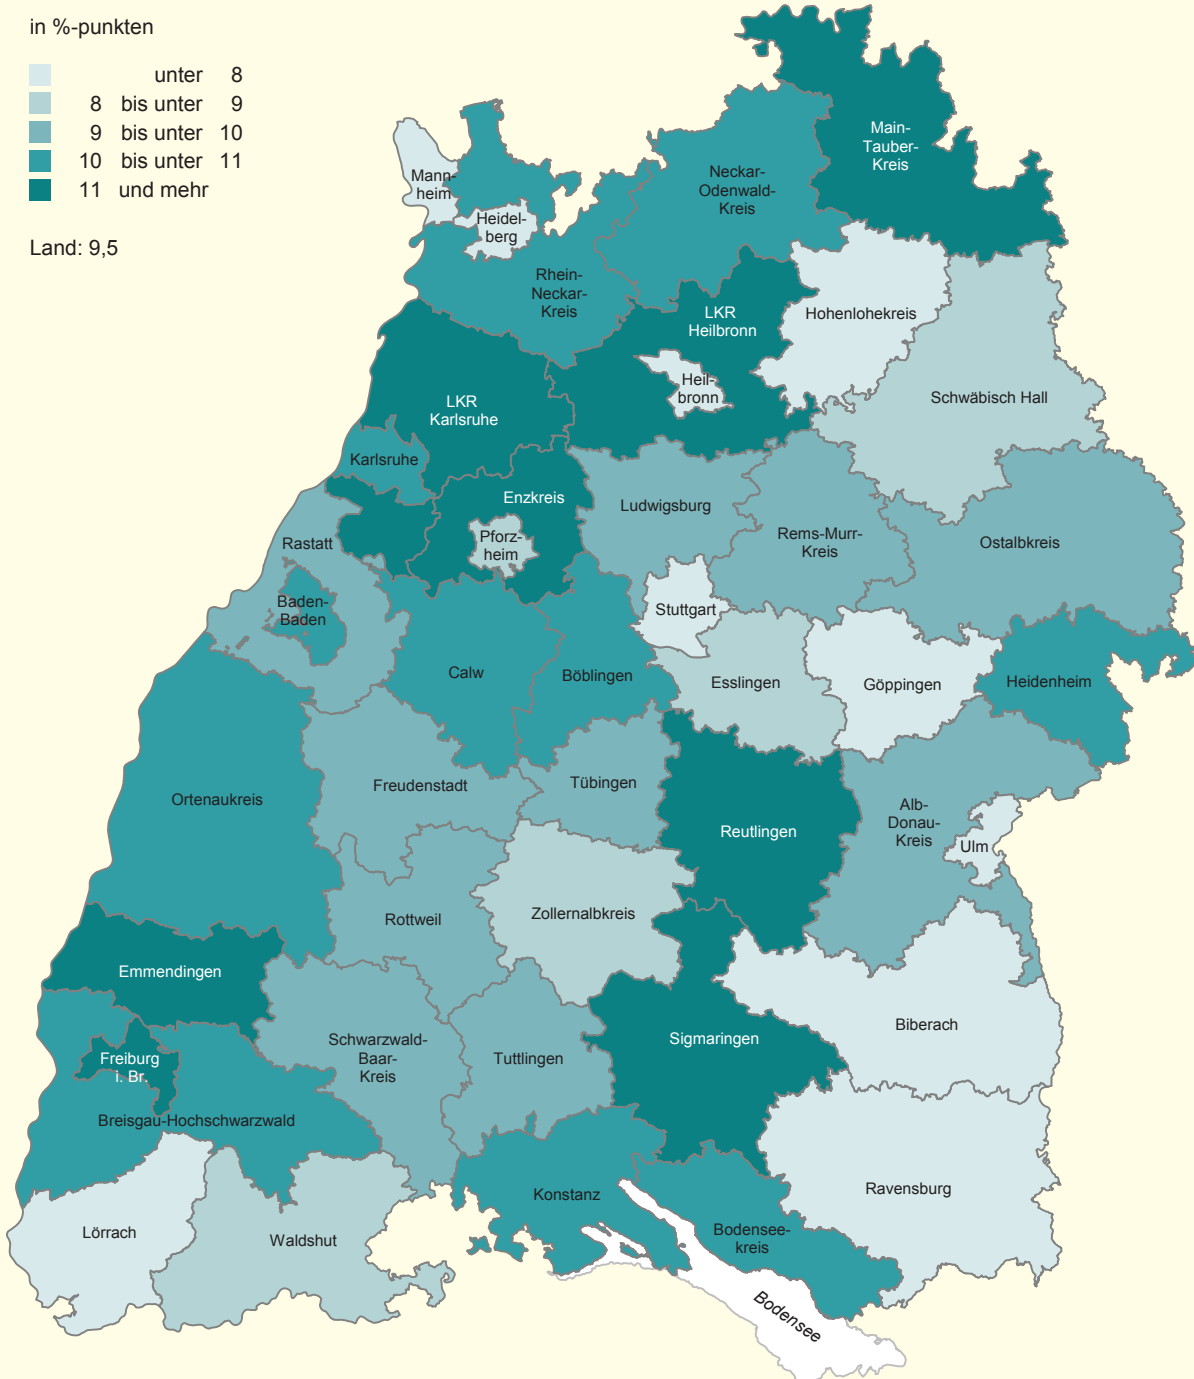 in %-punkten
unter 8
8 bis unter 9
9 bis unter 10
10 bis unter 11
11 und mehr
Land: 9,5
Main-
Tauber-
Kreis
Neckar-
Odenwald-
Kreis
Mann-
heim
Heidel-
berg
Rhein-
Neckar-
Kreis
LKR
Heilbronn
Hohenlohekreis
Heil-
bronn
Schwäbisch Hall
LKR
Karlsruhe
Karlsruhe
Enzkreis
Ludwigsburg
Pforz-
heim
Rems-Murr-
Kreis
Ostalbkreis
Rastatt
Baden-
Baden
Stuttgart
Calw
Böblingen
Esslingen
Göppingen
Heidenheim
Freudenstadt
Tübingen
Ortenaukreis
Reutlingen
Alb-
Donau-
Kreis
Ulm
Rottweil
Zollernalbkreis
Emmendingen
Biberach
Schwarzwald-
Baar-
Kreis
Tuttlingen
Sigmaringen
Freiburg
i. Br.
Breisgau-Hochschwarzwald
Ravensburg
Konstanz
Lörrach
Waldshut
Bodensee-
kreis
Bodensee